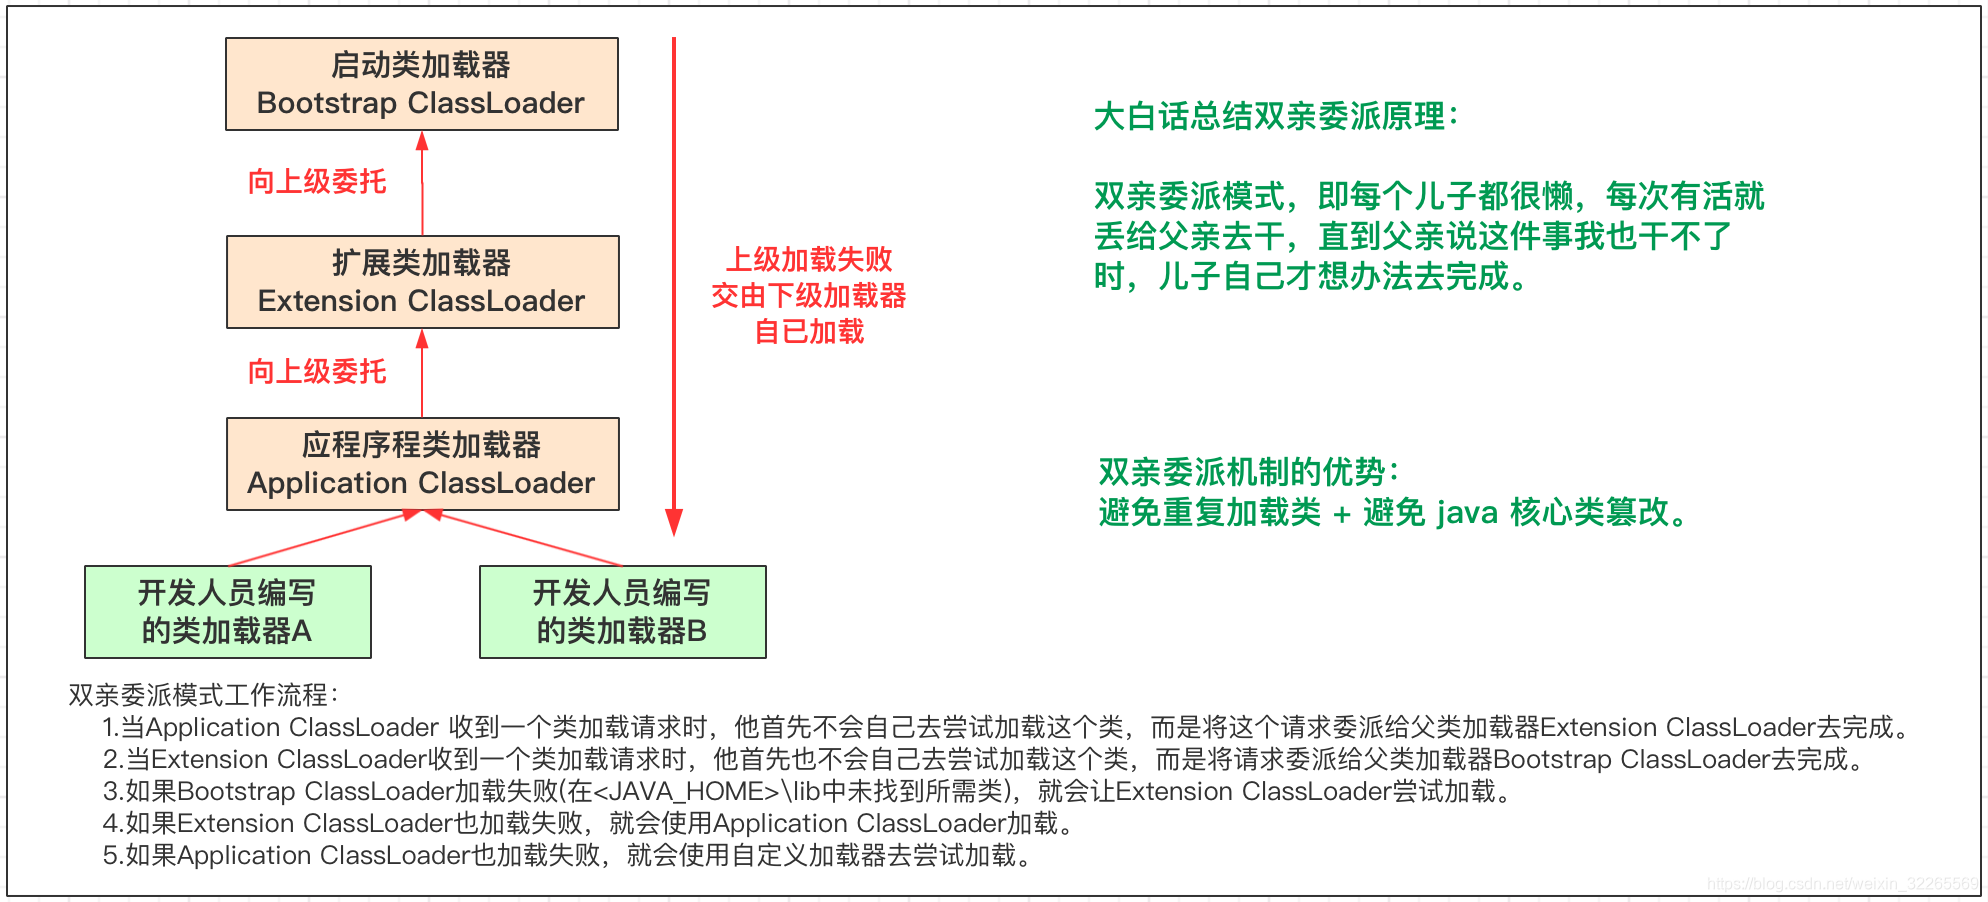 启动类加载器
Bootstrap ClassLoader
向上级委托
扩展类加载器
Extension ClassLoader
向上级委托
应程序程类加载器
Application ClassLoader
开发人员编写
的类加载器A
开发人员编写
的类加载器B
上级加载失败
交由下级加载器
自已加载
大白话总结双亲委派原理：
双亲委派模式，即每个儿子都很懒，每次有活就
丢给父亲去干，直到父亲说这件事我也干不了
时，儿子自己才想办法去完成。
双亲委派机制的优势：
避免重复加载类 + 避免 java 核心类篡改。
双亲委派模式工作流程：
1.当Application ClassLoader 收到一个类加载请求时，他首先不会自己去尝试加载这个类，而是将这个请求委派给父类加载器Extension ClassLoader去完成。
2.当Extension ClassLoader收到一个类加载请求时，他首先也不会自己去尝试加载这个类，而是将请求委派给父类加载器Bootstrap ClassLoader去完成。
3.如果Bootstrap ClassLoader加载失败(在<JAVA_HOME>\lib中未找到所需类)，就会让Extension ClassLoader尝试加载。
4.如果Extension ClassLoader也加载失败，就会使用Application ClassLoader加载。
5.如果Application ClassLoader也加载失败，就会使用自定义加载器去尝试加载。
https://blog.csdn.net/weixin_32265569